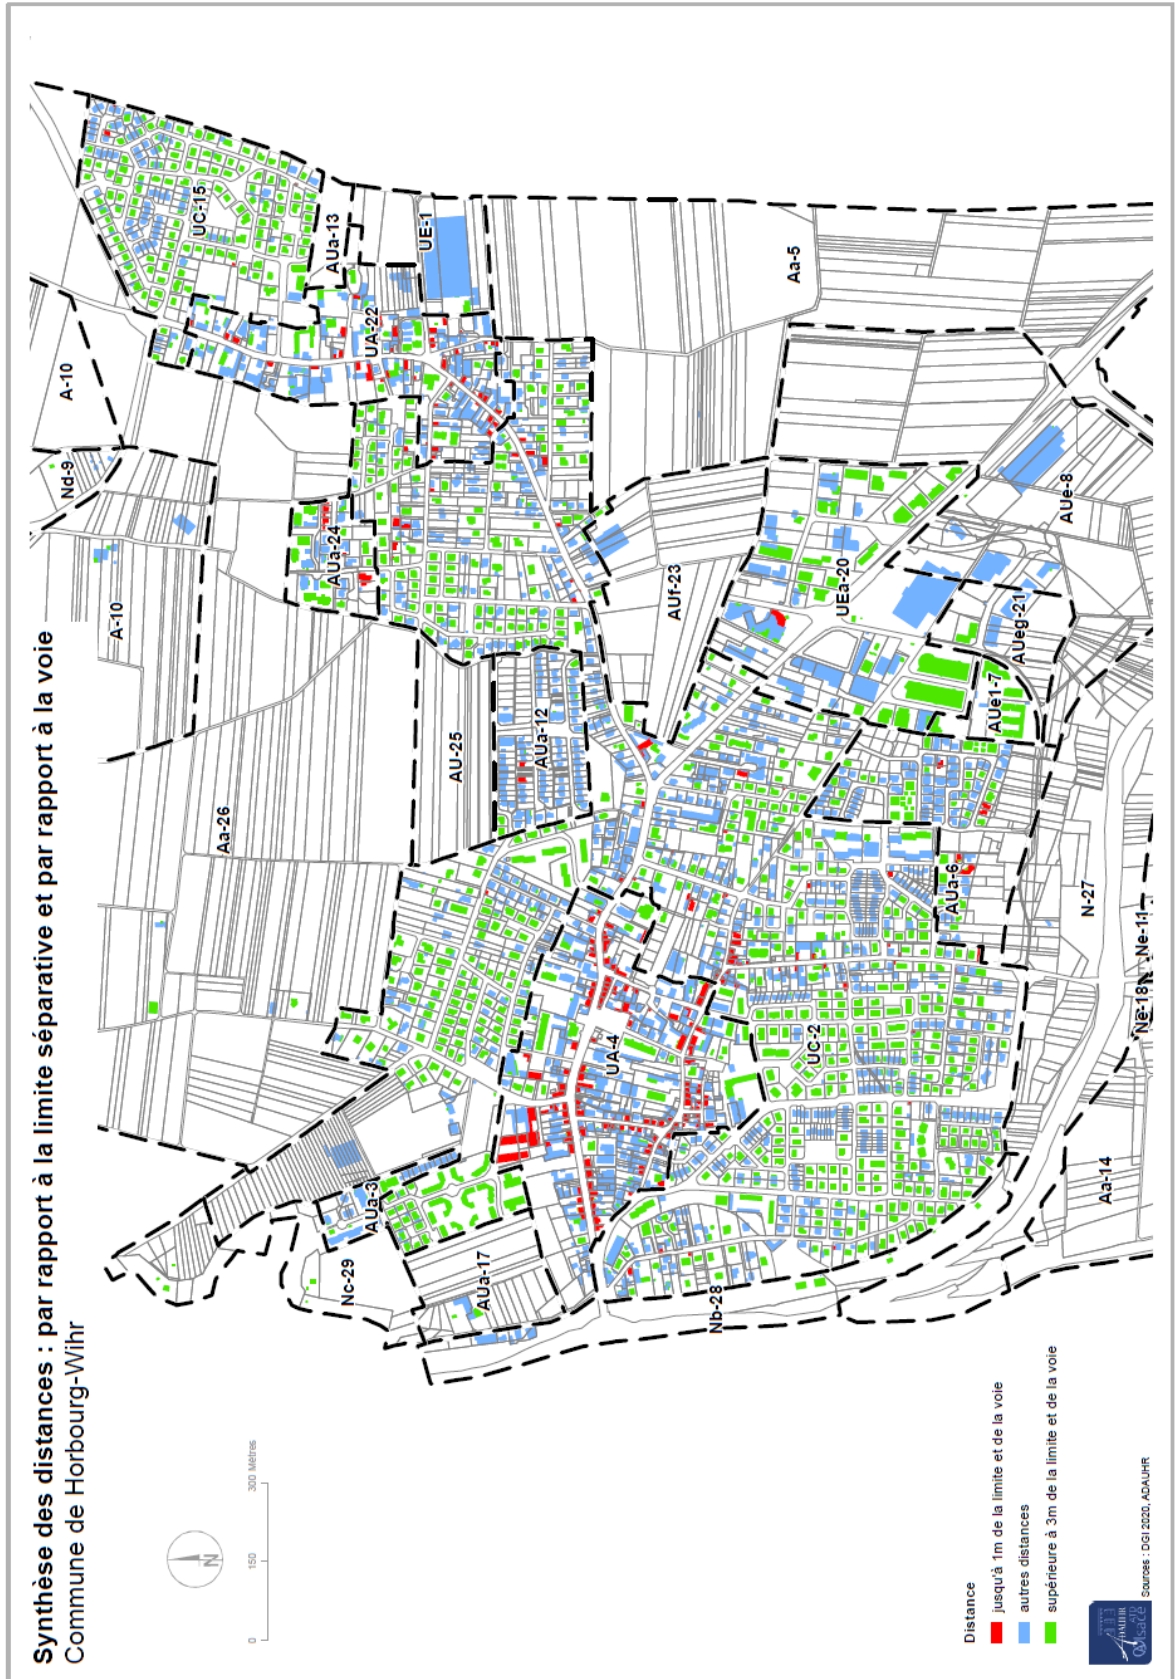 Synthèse des distances : par rapport à la limite séparative et par rapport à la voie
Commune de Horbourg-Wihr
N
0 150 300 Mètres
Nc-29
AUa-3
AUa-17
Nb-28
Aa-26
A-10
Nd-9
A-10
AU-25
AUa-12
AUa-24
UC-15
AUa-13
UA-22
UE-1
Aa-5
AUf-23
UEa-20
AUe-8
AUeg-21
AUe1-7
AUa-6
UA-4
UC-2
N-27
Ne-11
Ne-18
Aa-14
Distance
jusqu'à 1m de la limite et de la voie
autres distances
supérieure à 3m de la limite et de la voie
ADAUHR
ATD
Alsace
Sources : DGI 2020, ADAUHR